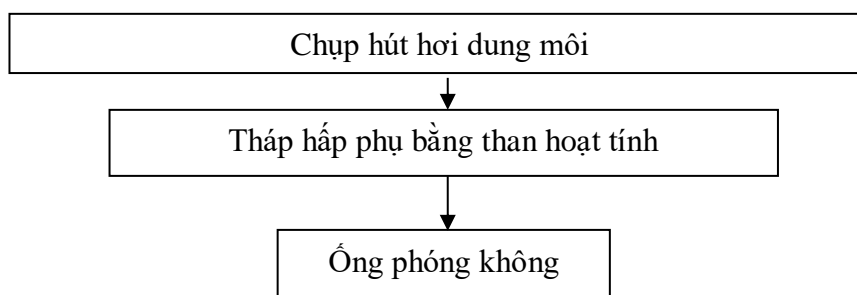 Chụp hút hơi dung môi
Tháp hấp phụ bằng than hoạt tính
Ống phóng không